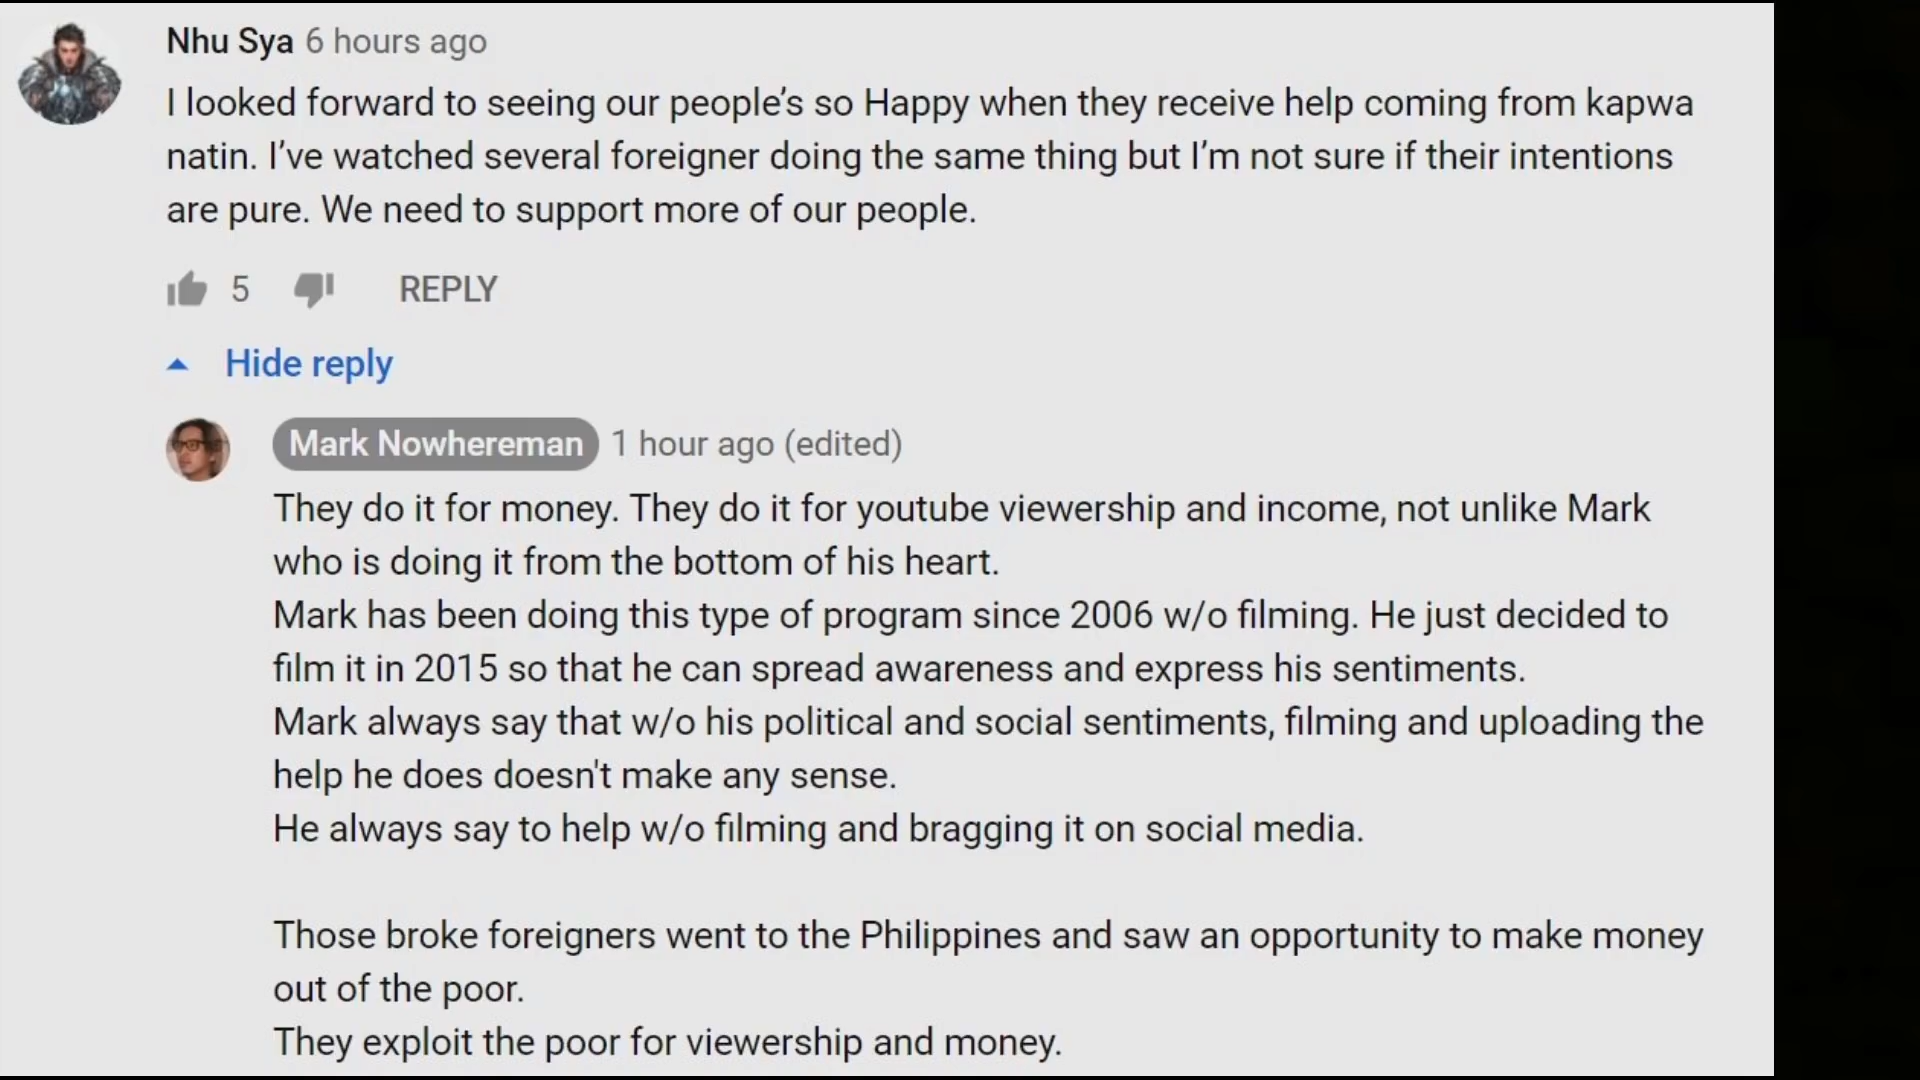 Nhu Sya 6 hours ago
I looked forward to seeing our people’s so Happy when they receive help coming from kapwa
natin. I’ve watched several foreigner doing the same thing but I’m not sure if their intentions
are pure. We need to support more of our people.
5 REPLY
Hide reply
Mark Nowhereman 1 hour ago (edited)
They do it for money. They do it for youtube viewership and income, not unlike Mark
who is doing it from the bottom of his heart.
Mark has been doing this type of program since 2006 w/o filming. He just decided to
film it in 2015 so that he can spread awareness and express his sentiments.
Mark always say that w/o his political and social sentiments, filming and uploading the
help he does doesn't make any sense.
He always say to help w/o filming and bragging it on social media.
Those broke foreigners went to the Philippines and saw an opportunity to make money
out of the poor.
They exploit the poor for viewership and money.